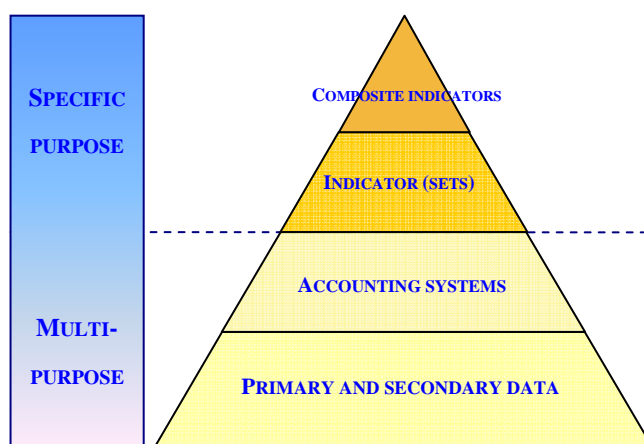 SPECIFIC
PURPOSE
MULTI-
PURPOSE
COMPOSITE INDICATORS
INDICATOR (SETS)
ACCOUNTING SYSTEMS
PRIMARY AND SECONDARY DATA